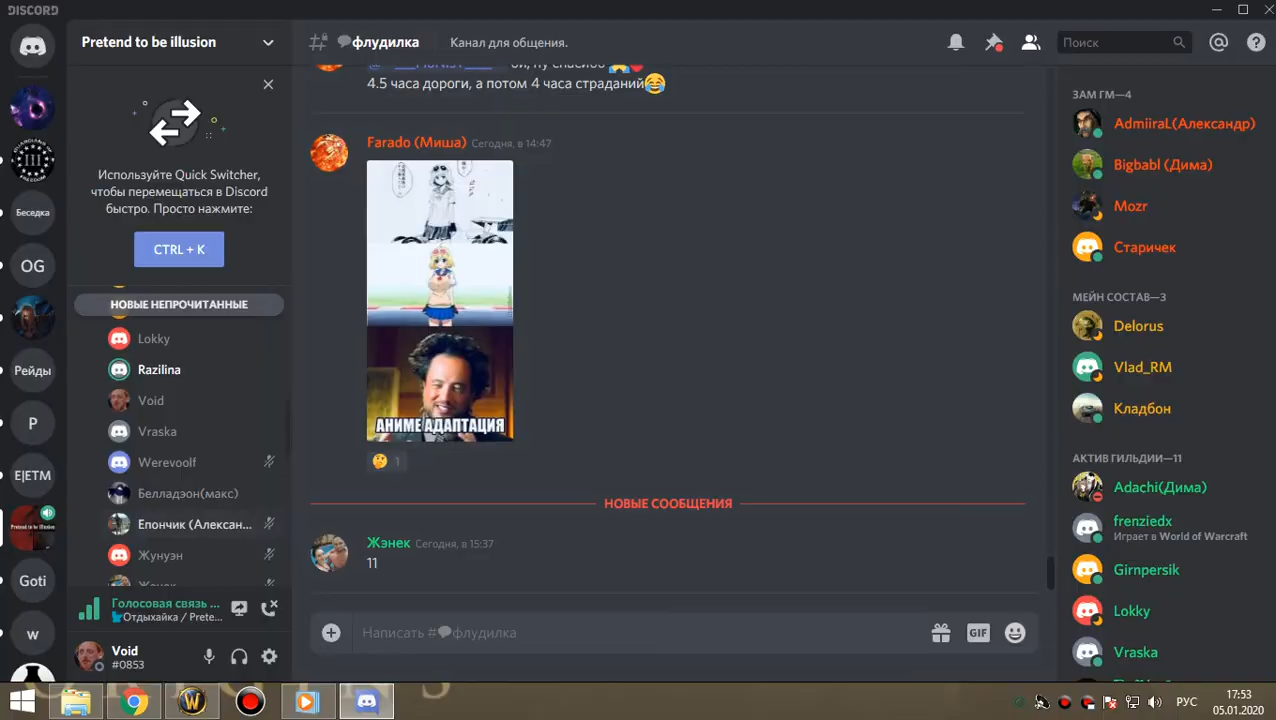 DISCORD
Pretend to be illusion
флудилка
Канал для общения.
Поиск
Используйте Quick Switcher,
чтобы перемещаться в Discord
быстро. Просто нажмите:
CTRL + K
НОВЫЕ НЕПРОЧИТАННЫЕ
Lokky
Razilina
Void
Vraska
Werevoolf
Белладэон(макс)
Епончик (Алексан...
Жунуэн
Голосовая связь ...
Отдыхайка / Prete...
Void
#0853
III
Беседка
OG
Рейды
P
E|ETM
Pretend to be illusion
Goti
w
4.5 часа дороги, а потом 4 часа страданий
Farado (Миша) Сегодня, в 14:47
АНИМЕ АДАПТАЦИЯ
1
НОВЫЕ СООБЩЕНИЯ
Жэнек Сегодня, в 15:37
11
Написать #флудилка
GIF
ЗАМ ГМ—4
AdmiiraL(Александр)
Bigbabl (Дима)
Mozr
Старичек
МЕЙН СОСТАВ—3
Delorus
Vlad_RM
Кладбон
АКТИВ ГИЛЬДИИ—11
Adachi(Дима)
frenziedx
Играет в World of Warcraft
Girnpersik
Lokky
Vraska
РУС
17:53
05.01.2020